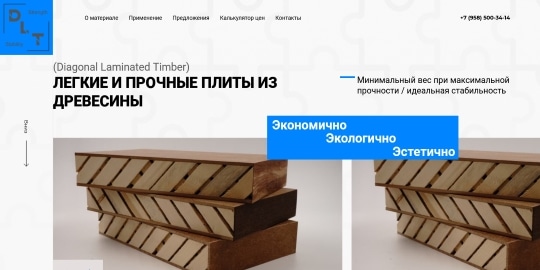 DLT
О материале Применение Предложения Калькулятор цен Контакты
+7 (958) 500-34-14
(Diagonal Laminated Timber)
ЛЕГКИЕ И ПРОЧНЫЕ ПЛИТЫ ИЗ
ДРЕВЕСИНЫ
Минимальный вес при максимальной
прочности / идеальная стабильность
Экономично
Экологично
Эстетично
Вниз